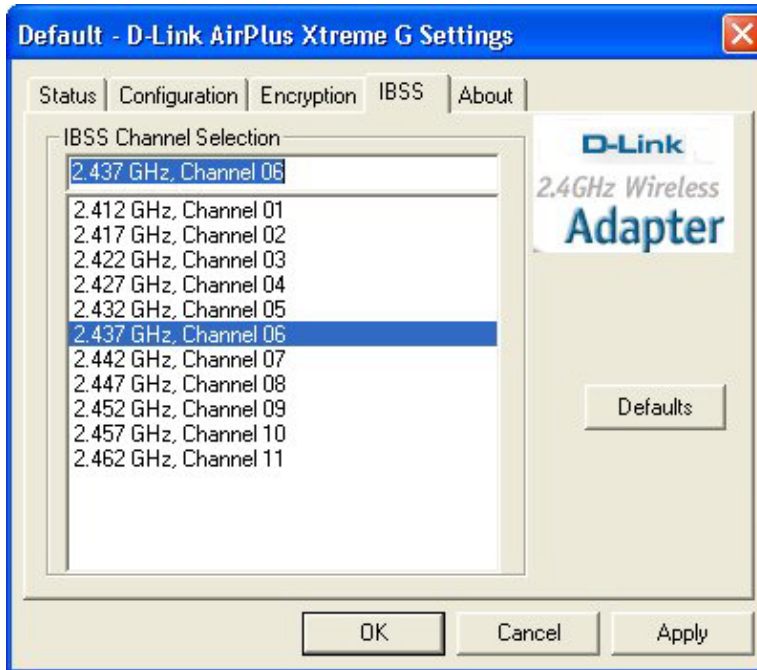 Default - D-Link AirPlus Xtreme G Settings
Status Configuration Encryption IBSS About
IBSS Channel Selection
2.437 GHz, Channel 06
2.412 GHz, Channel 01
2.417 GHz, Channel 02
2.422 GHz, Channel 03
2.427 GHz, Channel 04
2.432 GHz, Channel 05
2.437 GHz, Channel 06
2.442 GHz, Channel 07
2.447 GHz, Channel 08
2.452 GHz, Channel 09
2.457 GHz, Channel 10
2.462 GHz, Channel 11
D-Link
2.4GHz Wireless
Adapter
Defaults
OK Cancel Apply